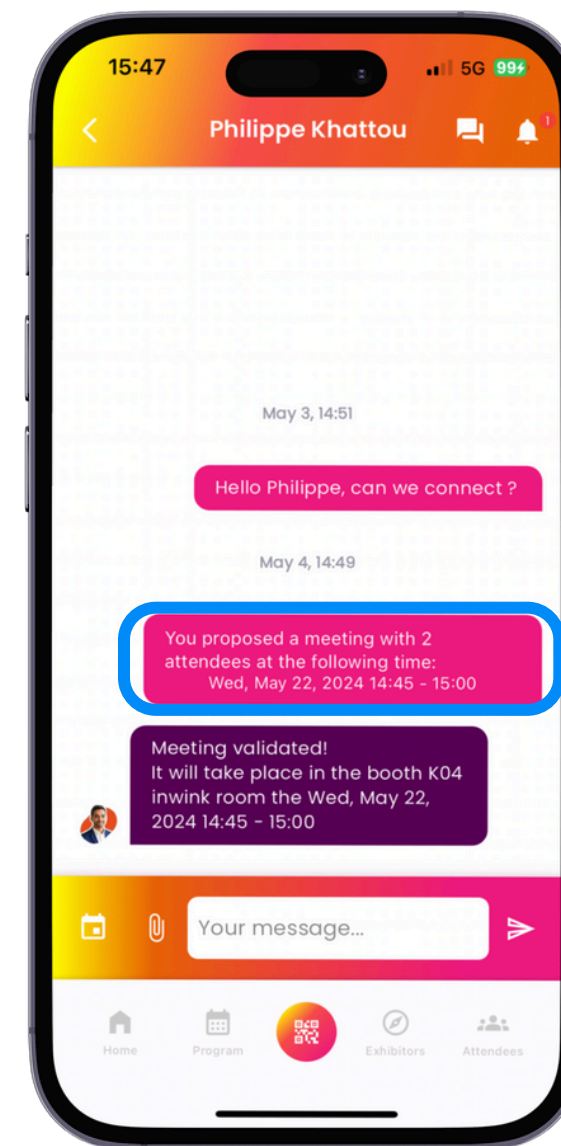 15:47
5G 99
Philippe Khattou
1
May 3, 14:51
Hello Philippe, can we connect ?
May 4, 14:49
You proposed a meeting with 2
attendees at the following time:
Wed, May 22, 2024 14:45 - 15:00
Meeting validated!
It will take place in the booth K04
inwink room the Wed, May 22,
2024 14:45 - 15:00
Your message...
Home
Program
Exhibitors
Attendees